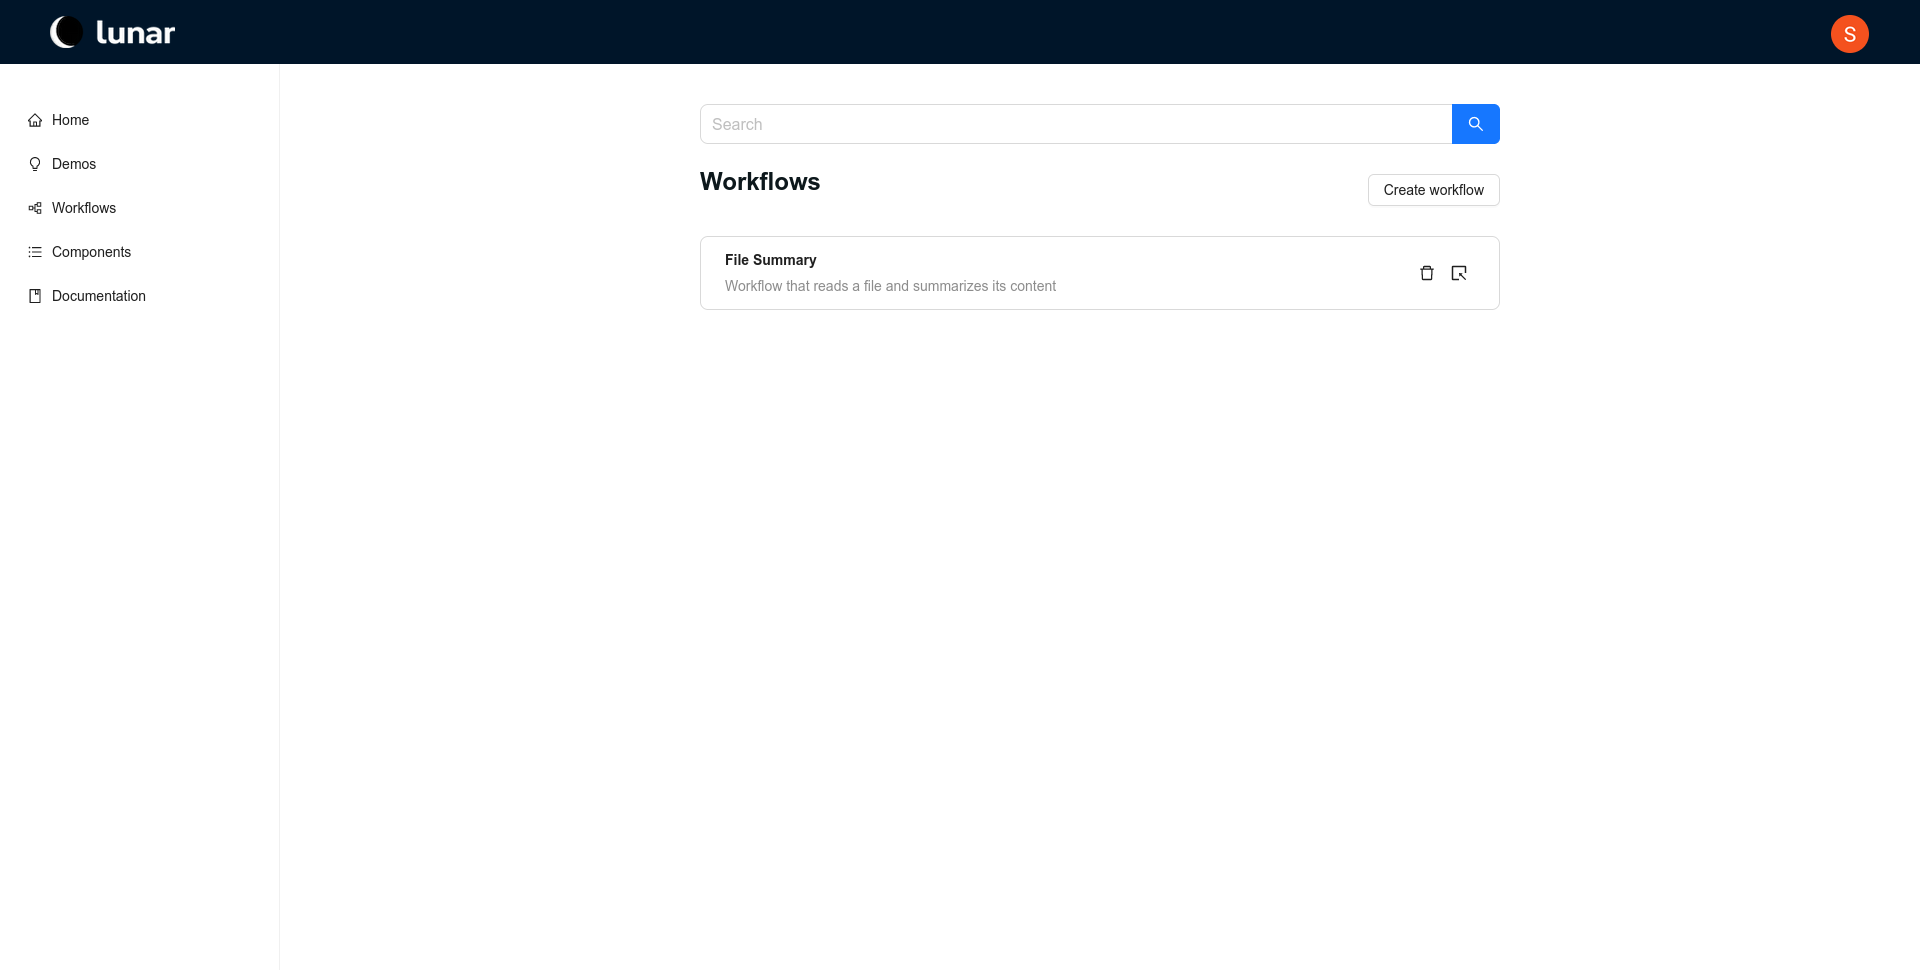 lunar
S
Home
Demos
Workflows
Components
Documentation
Search
Workflows
Create workflow
File Summary
Workflow that reads a file and summarizes its content